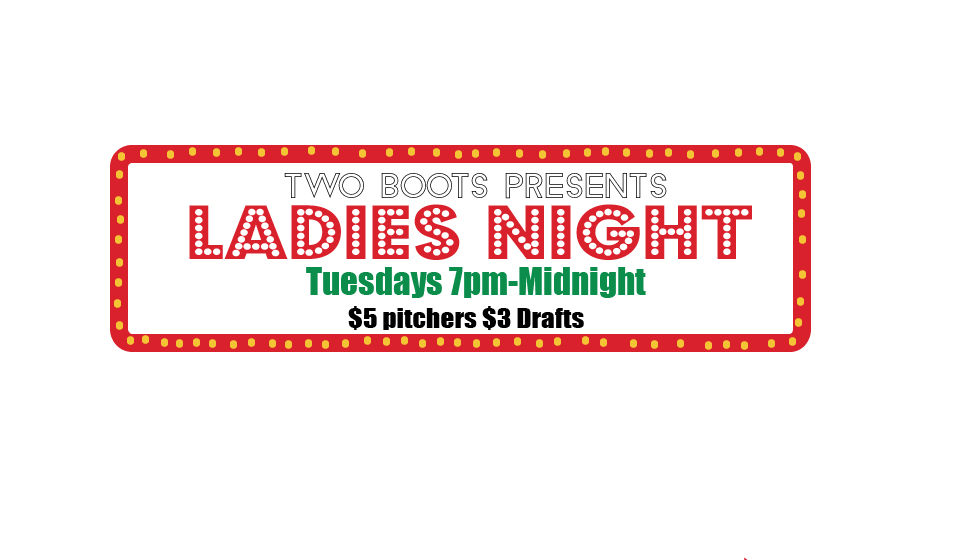 TWO BOOTS PRESENTS
LADIES NIGHT
Tuesdays 7pm-Midnight
$5 pitchers $3 Drafts